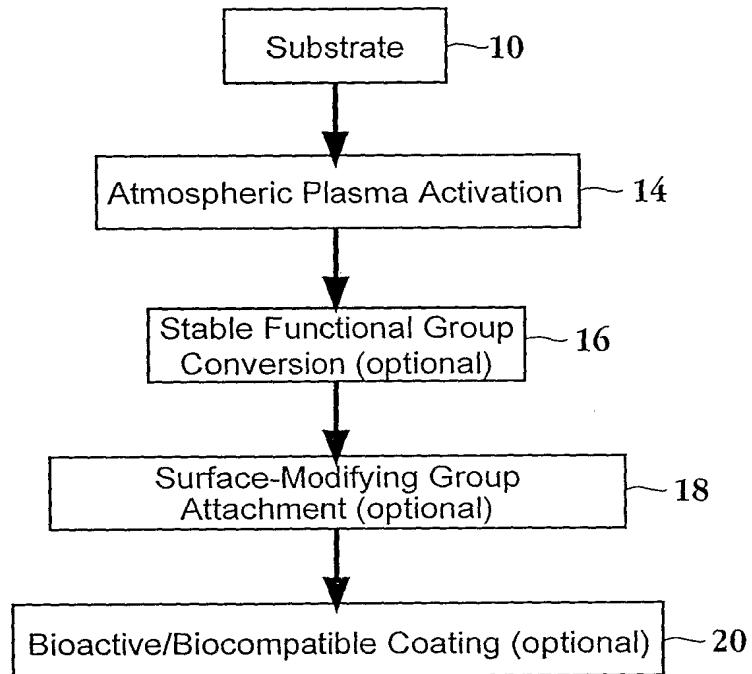 Substrate 10
Atmospheric Plasma Activation 14
Stable Functional Group
Conversion (optional) 16
Surface-Modifying Group
Attachment (optional) 18
Bioactive/Biocompatible Coating (optional) 20